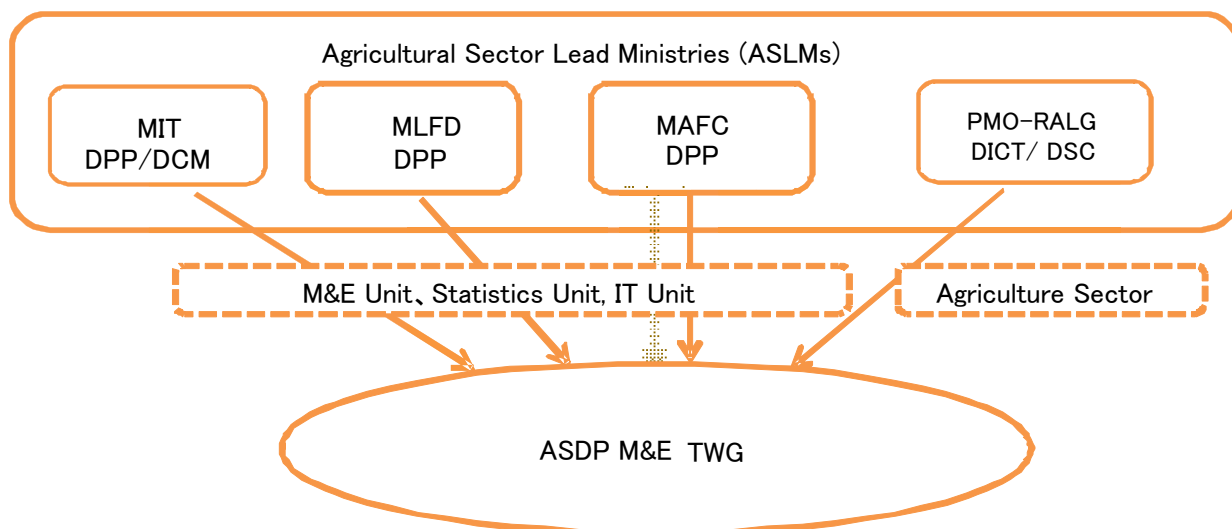 Agricultural Sector Lead Ministries (ASLMs)
MIT
DPP/DCM
MLFD
DPP
MAFC
DPP
PMO-RALG
DICT/ DSC
M&E Unit、Statistics Unit, IT Unit
Agriculture Sector
ASDP M&E TWG